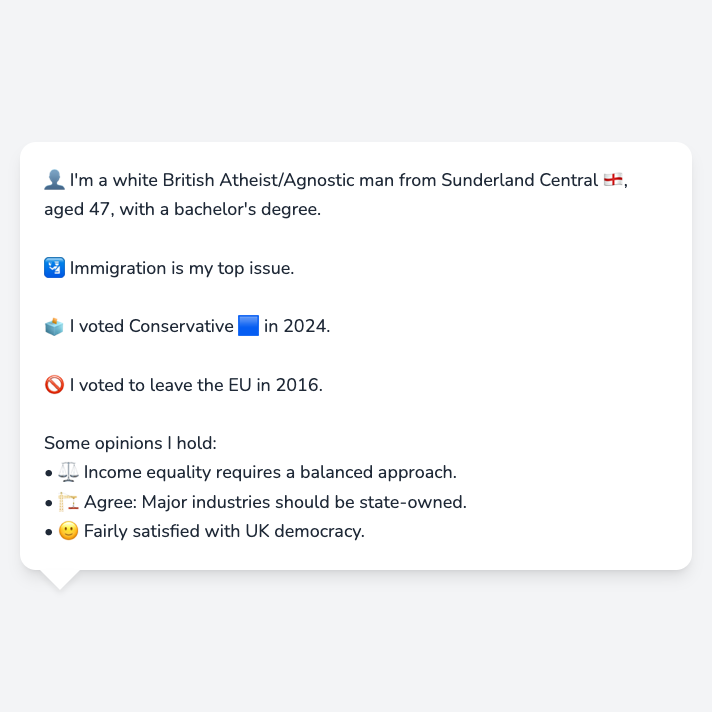 👤 I'm a white British Atheist/Agnostic man from Sunderland Central 🏴󠁧󠁢󠁥󠁮󠁧󠁿,
aged 47, with a bachelor's degree.
🛂 Immigration is my top issue.
🗳️ I voted Conservative 🟦 in 2024.
🚫 I voted to leave the EU in 2016.
Some opinions I hold:
• ⚖️ Income equality requires a balanced approach.
• 🏗️ Agree: Major industries should be state-owned.
• 🙂 Fairly satisfied with UK democracy.